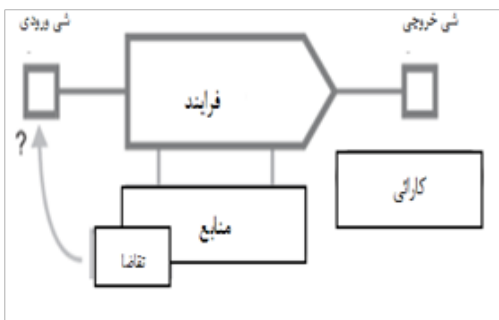 شی ورودی
شی خروجی
فرایند
?
کارائی
منابع
تقاضا